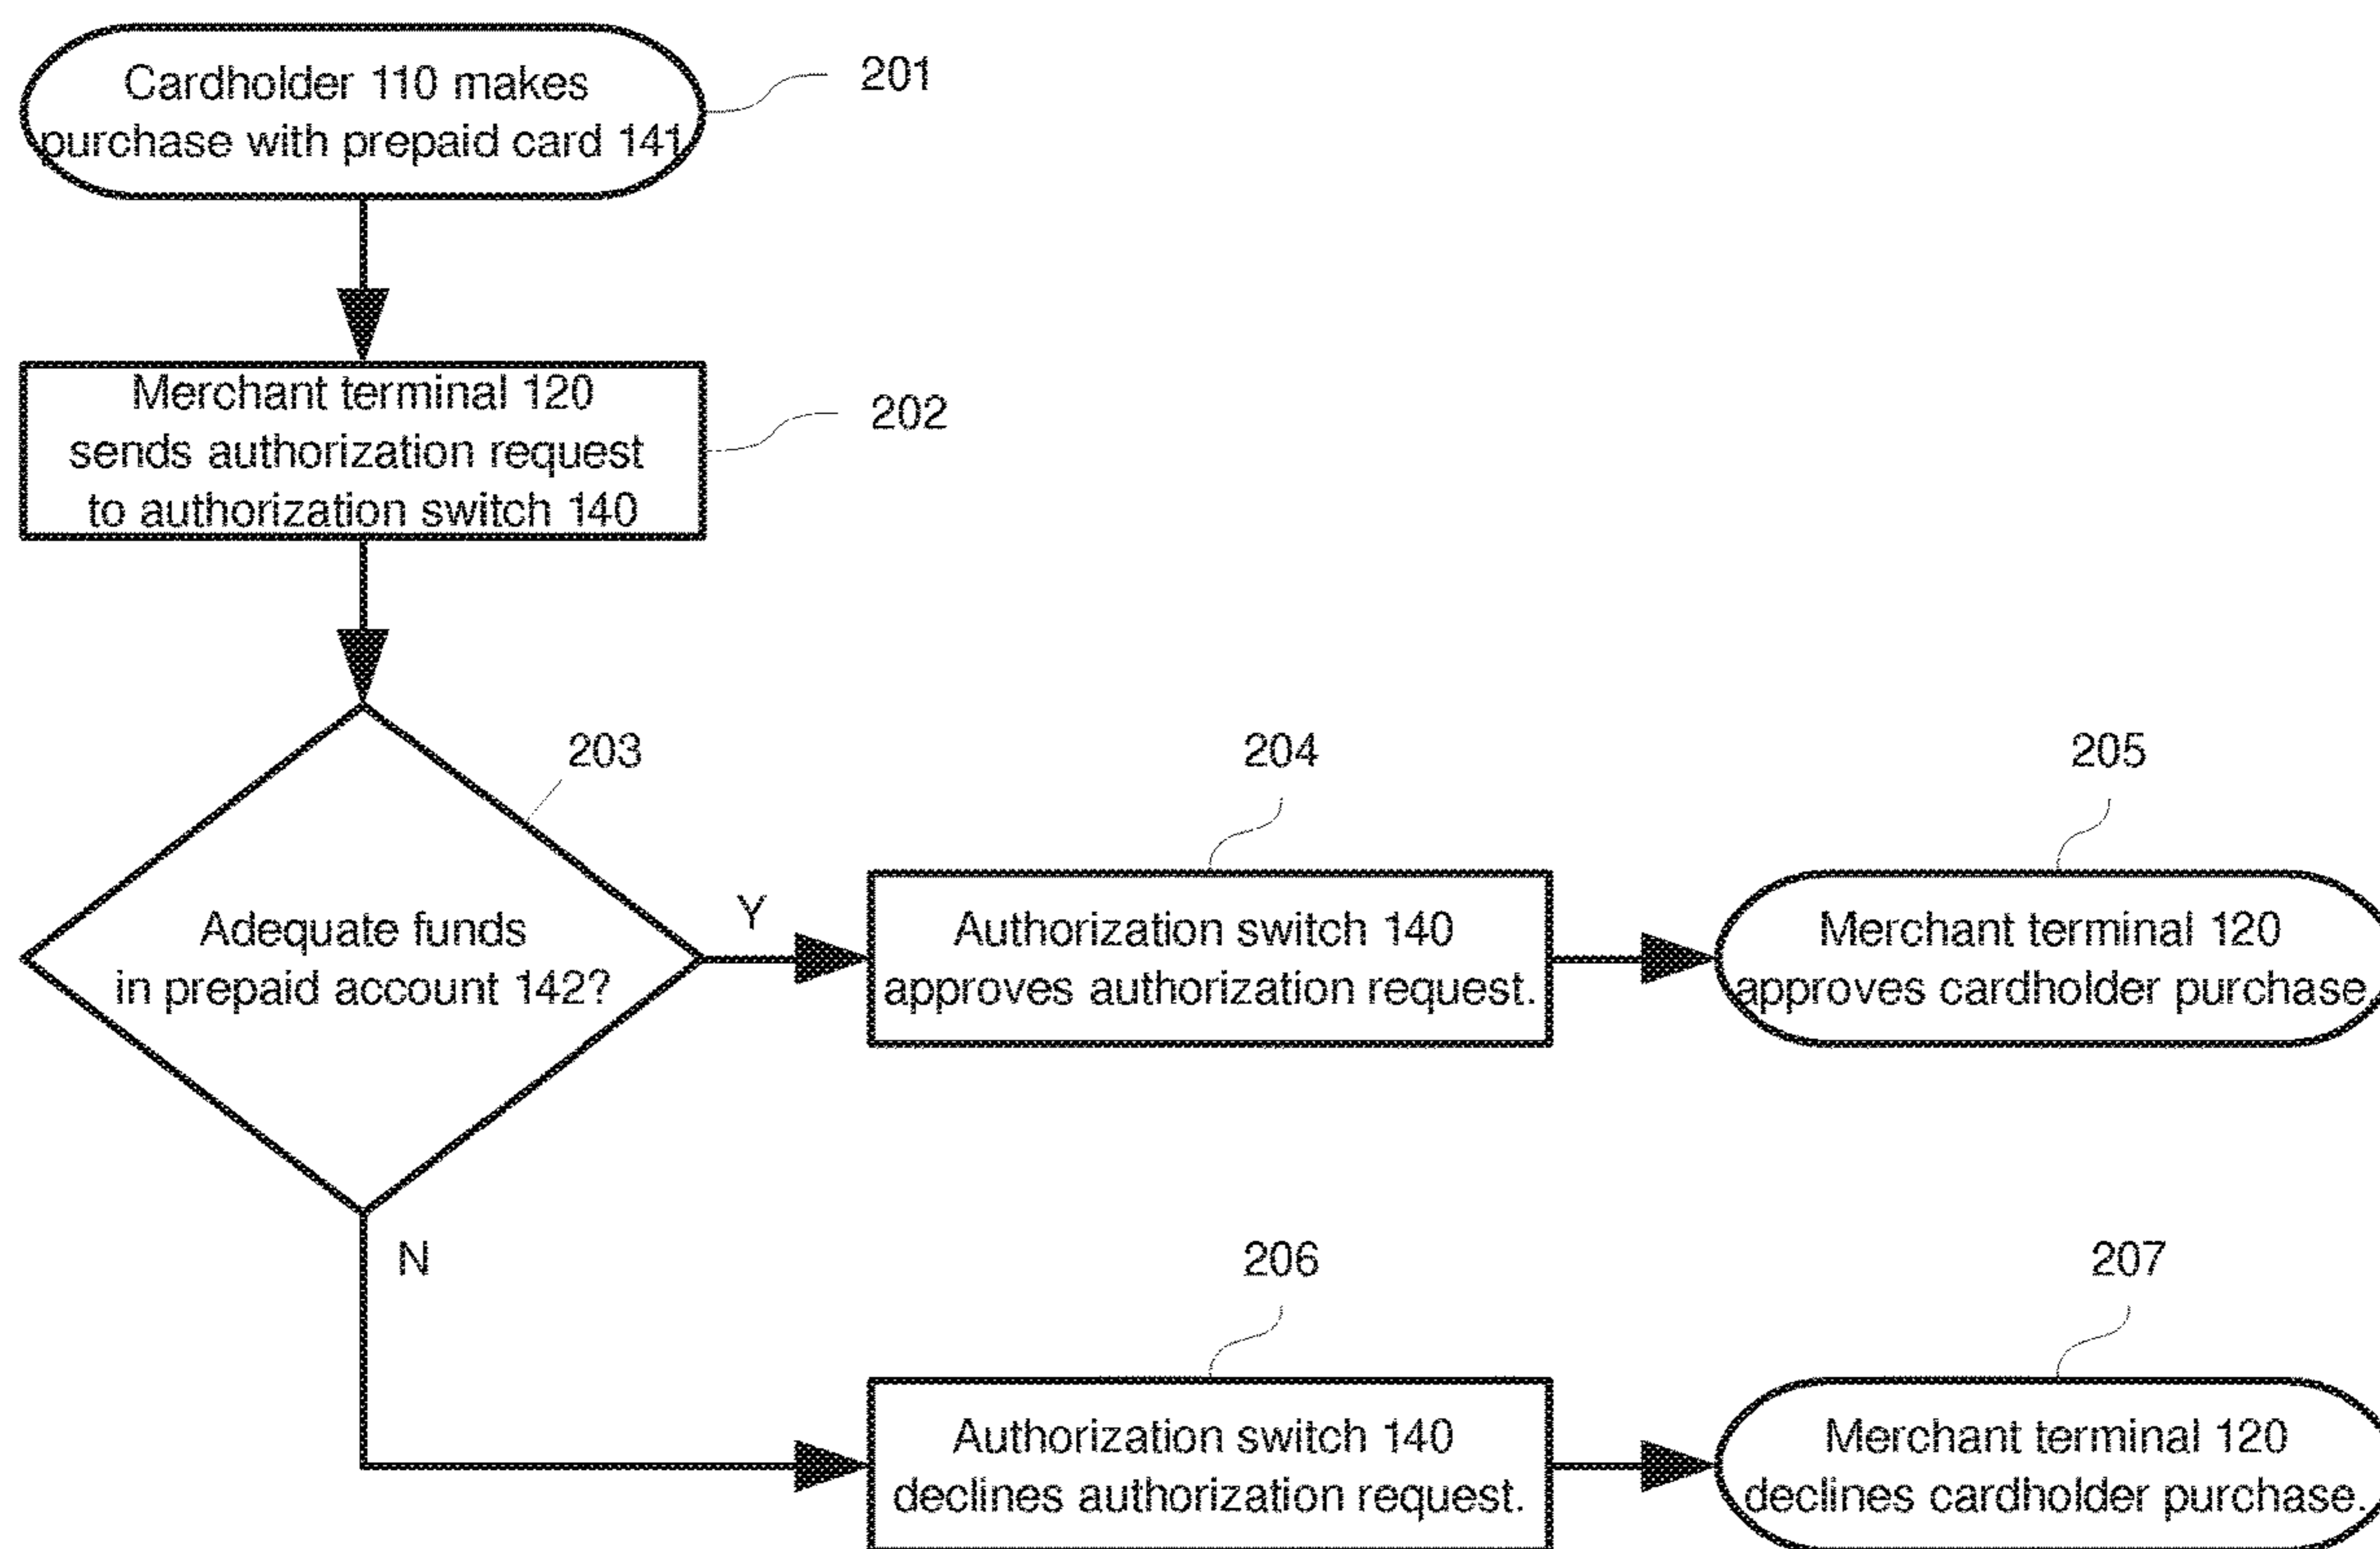 Cardholder 110 makes
purchase with prepaid card 141
201
Merchant terminal 120
sends authorization request
to authorization switch 140
202
203
Adequate funds
in prepaid account 142?
Y
N
204
Authorization switch 140
approves authorization request.
205
Merchant terminal 120
approves cardholder purchase.
206
Authorization switch 140
declines authorization request.
207
Merchant terminal 120
declines cardholder purchase.